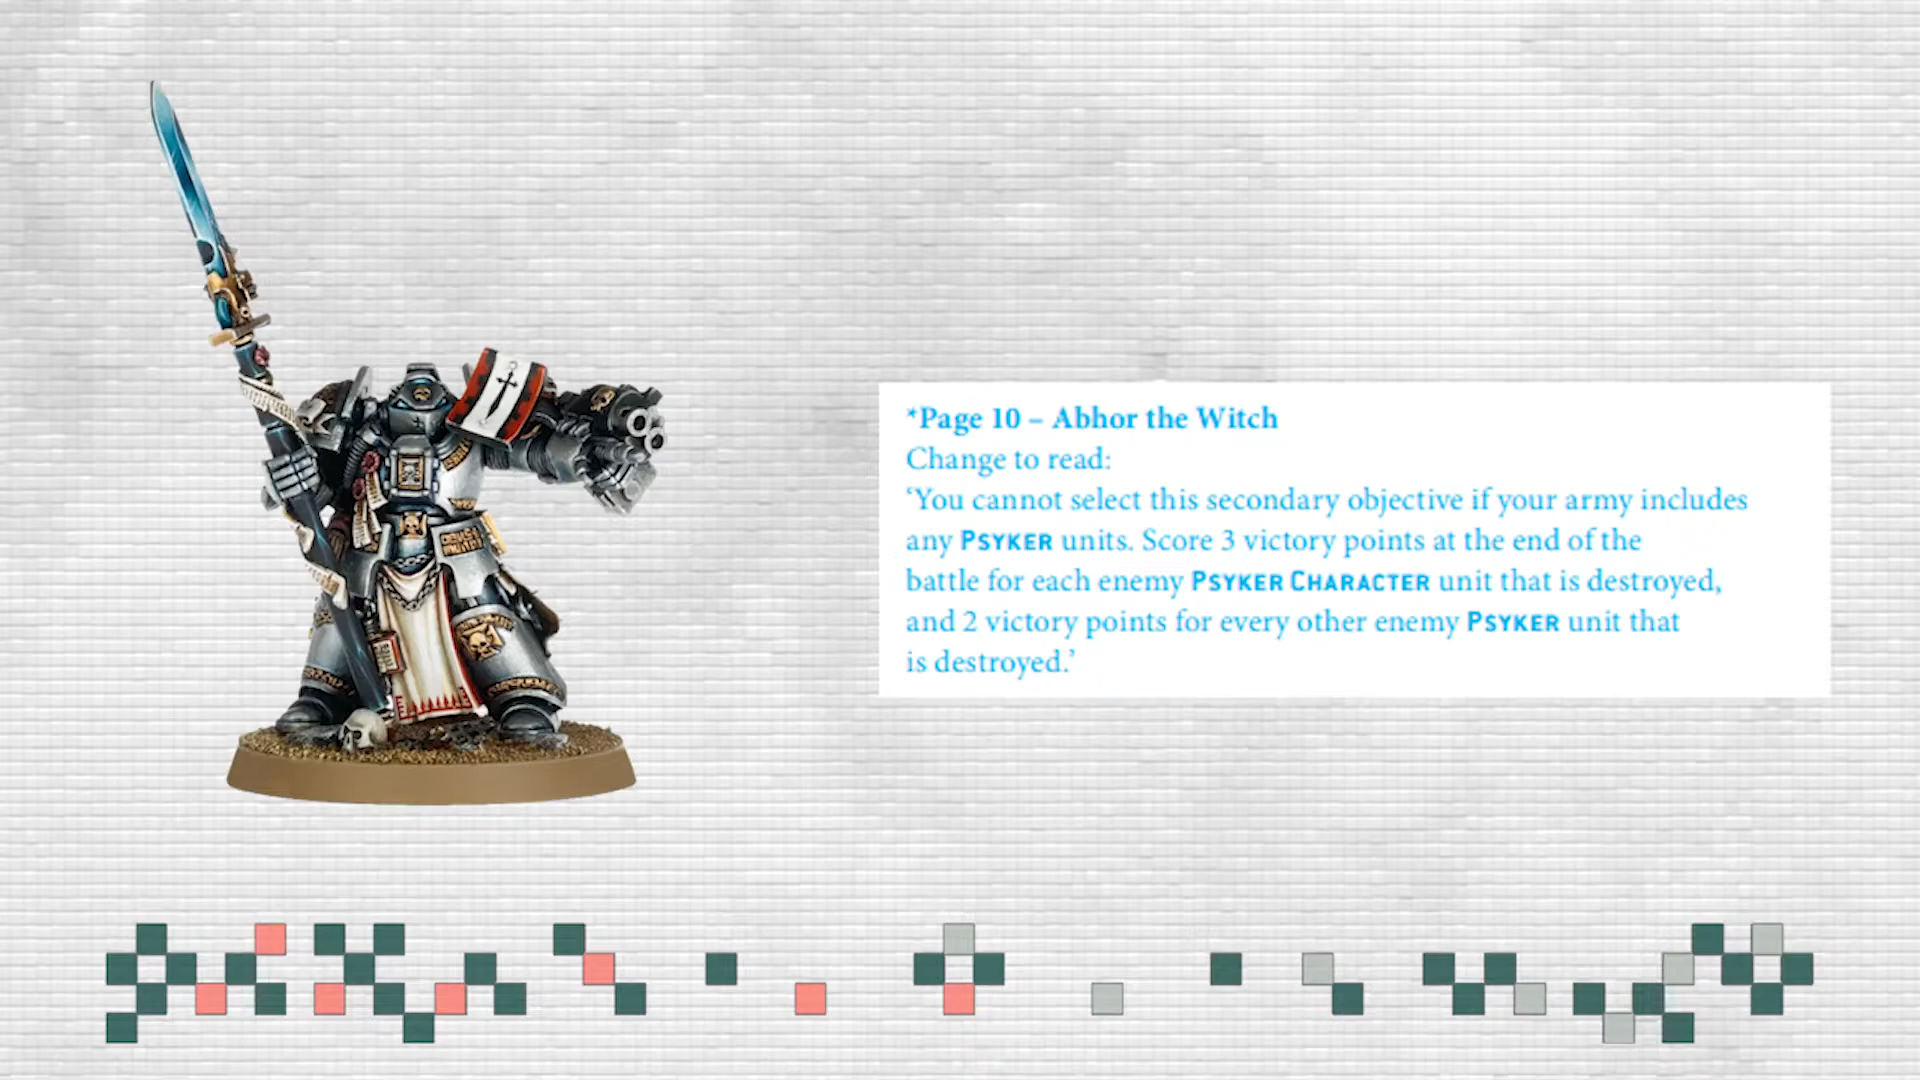 *Page 10 – Abhor the Witch
Change to read:
‘You cannot select this secondary objective if your army includes
any PSYKER units. Score 3 victory points at the end of the
battle for each enemy PSYKER CHARACTER unit that is destroyed,
and 2 victory points for every other enemy PSYKER unit that
is destroyed.’